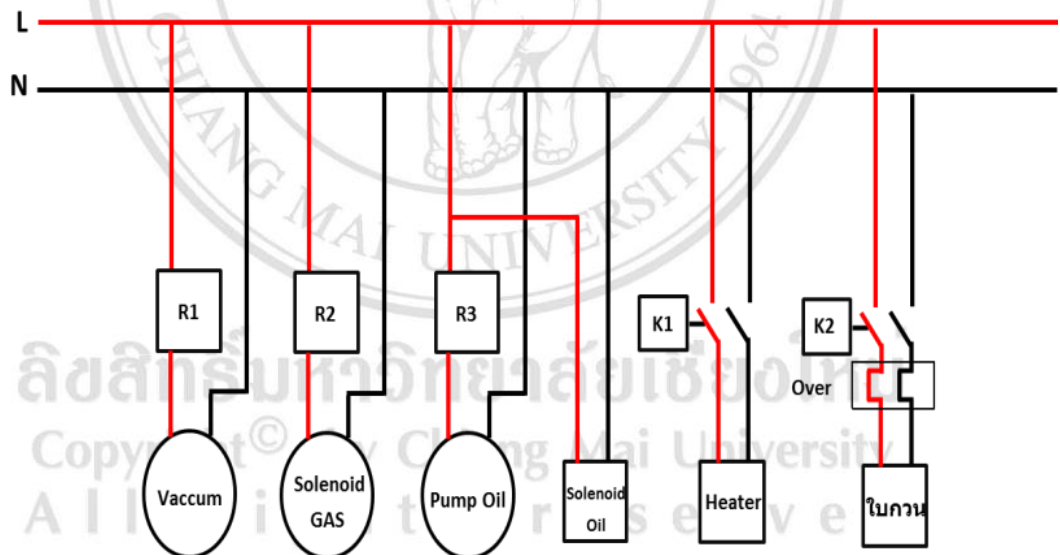 L
N
CHIANG MAI UNIVERSITY 1964
R1
R2
R3
K1
K2
Over
Vaccum
Solenoid
GAS
Pump Oil
Solenoid
Oil
Heater
ใบกวน
ลิขสิทธิ์มหาวิทยาลัยเชียงใหม่
Copyright© by Chiang Mai University
All rights reserved